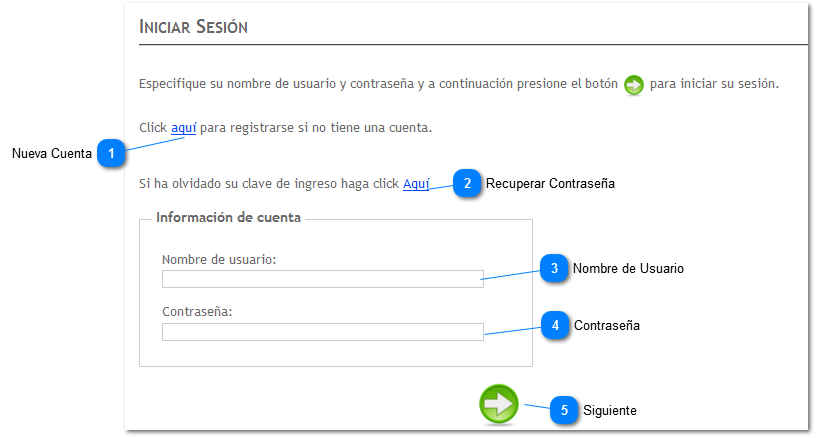 INICIAR SESIÓN
Especifique su nombre de usuario y contraseña y a continuación presione el botón para iniciar su sesión.
Click aquí para registrarse si no tiene una cuenta.
Nueva Cuenta 1
Si ha olvidado su clave de ingreso haga click Aquí
2 Recuperar Contraseña
Información de cuenta
Nombre de usuario:
3 Nombre de Usuario
Contraseña:
4 Contraseña
5 Siguiente